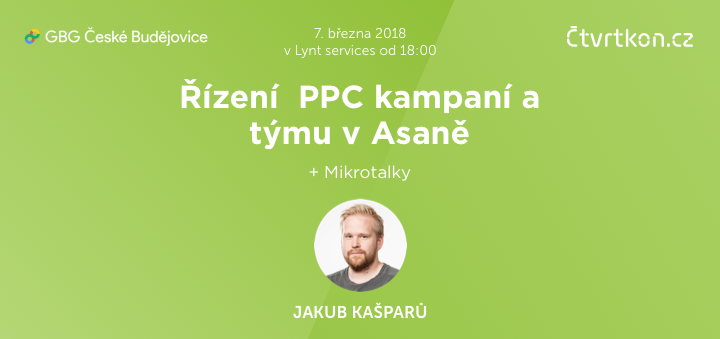 GBG České Budějovice
7. března 2018
v Lynt services od 18:00
Čtvrtkon.cz
Řízení  PPC kampaní a
týmu v Asaně
+ Mikrotalky
JAKUB KAŠPARŮ